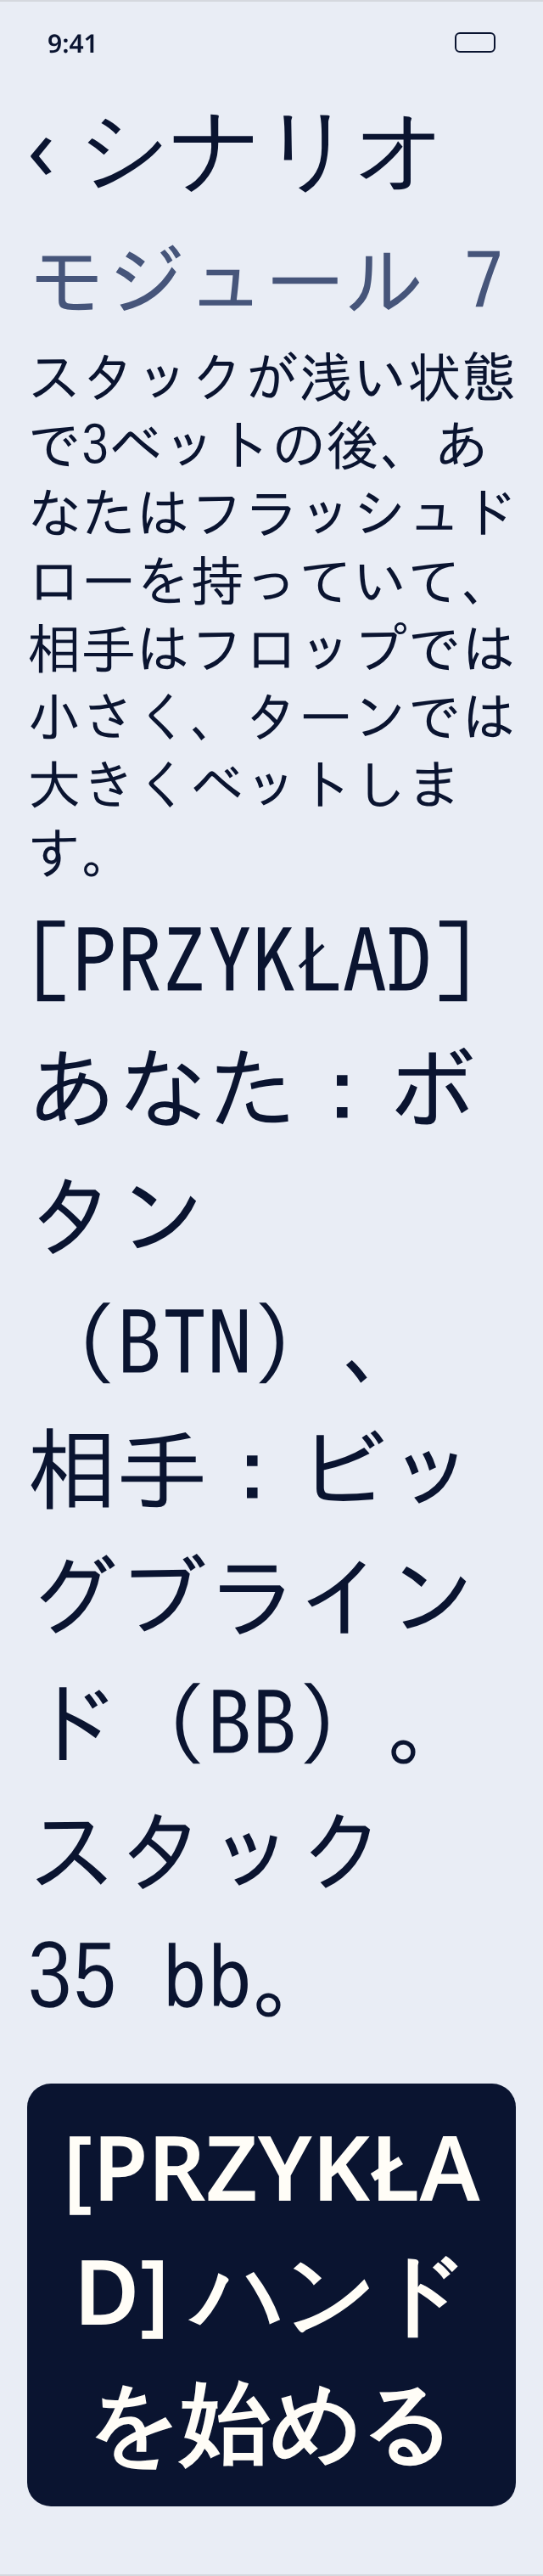 9:41
‹ シナリオ
モジュール 7
スタックが浅い状態
で3ベットの後、あ
なたはフラッシュド
ローを持っていて、
相手はフロップでは
小さく、ターンでは
大きくベットしま
す。
[PRZYKŁAD]
あなた：ボ
タン
（BTN）、
相手：ビッ
グブライン
ド（BB）。
スタック
35 bb。
[PRZYKŁA
D] ハンド
を始める